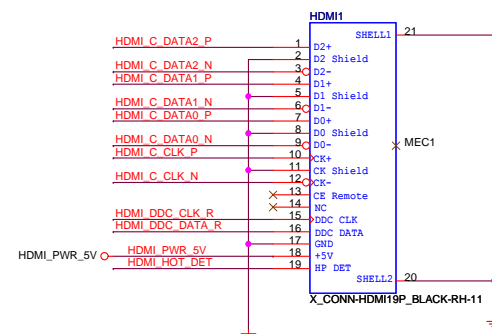 HDMI1
HDMI_C_DATA2_P 1 D2+ SHELL1 21
2 D2 Shield
HDMI_C_DATA2_N 3 D2-
HDMI_C_DATA1_P 4 D1+
5 D1 Shield
HDMI_C_DATA1_N 6 D1-
HDMI_C_DATA0_P 7 D0+
8 D0 Shield
HDMI_C_DATA0_N 9 D0- MEC1
HDMI_C_CLK_P 10 CK+
11 CK Shield
HDMI_C_CLK_N 12 CK-
13 CE Remote
14 NC
HDMI_DDC_CLK_R 15 DDC CLK
HDMI_DDC_DATA_R 16 DDC DATA
17 GND
HDMI_PWR_5V HDMI_PWR_5V 18 +5V
HDMI_HOT_DET 19 HP DET
SHELL2 20
X_CONN-HDMI19P_BLACK-RH-11